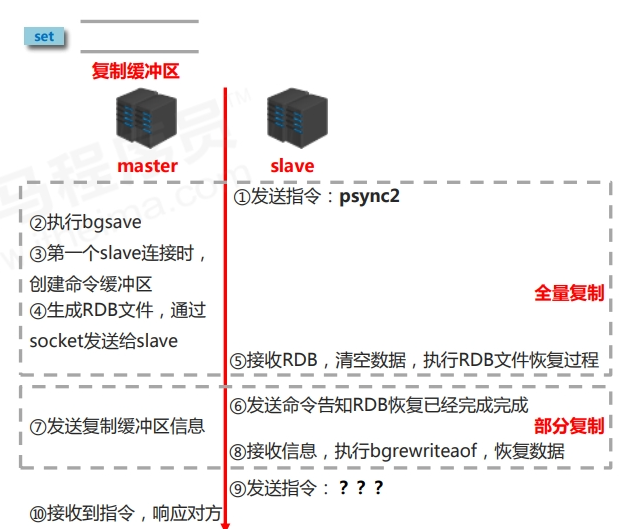 set
复制缓冲区
master
slave
①发送指令：psync2
②执行bgsave
③第一个slave连接时，
创建命令缓冲区
④生成RDB文件，通过
socket发送给slave
全量复制
⑤接收RDB，清空数据，执行RDB文件恢复过程
⑥发送命令告知RDB恢复已经完成完成
⑦发送复制缓冲区信息
部分复制
⑧接收信息，执行bgrewriteaof，恢复数据
⑨发送指令：？？？
⑩接收到指令，响应对方